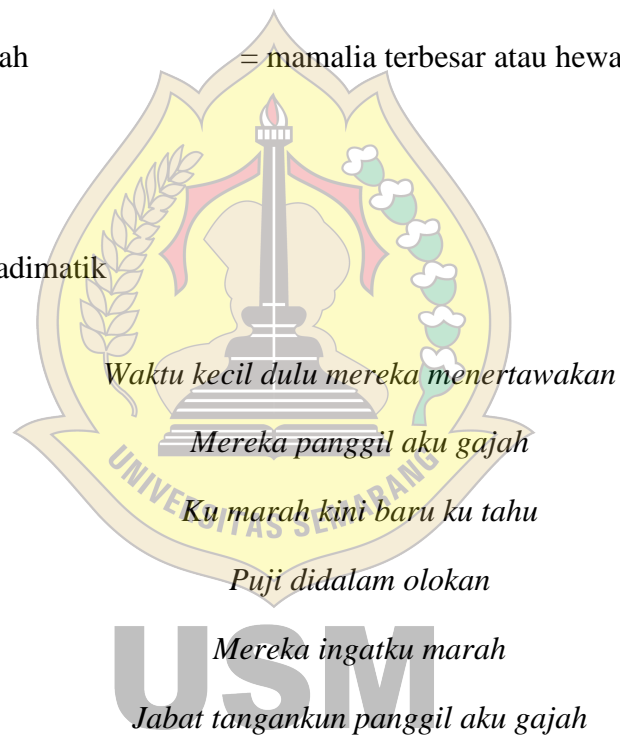 ah = mamalia terbesar atau hewa
adimatik
Waktu kecil dulu mereka menertawakan
Mereka panggil aku gajah
Ku marah kini baru ku tahu
UNIVERSITAS SEMARANG
Puji didalam olokan
Mereka ingatku marah
USM
Jabat tangankun panggil aku gajah